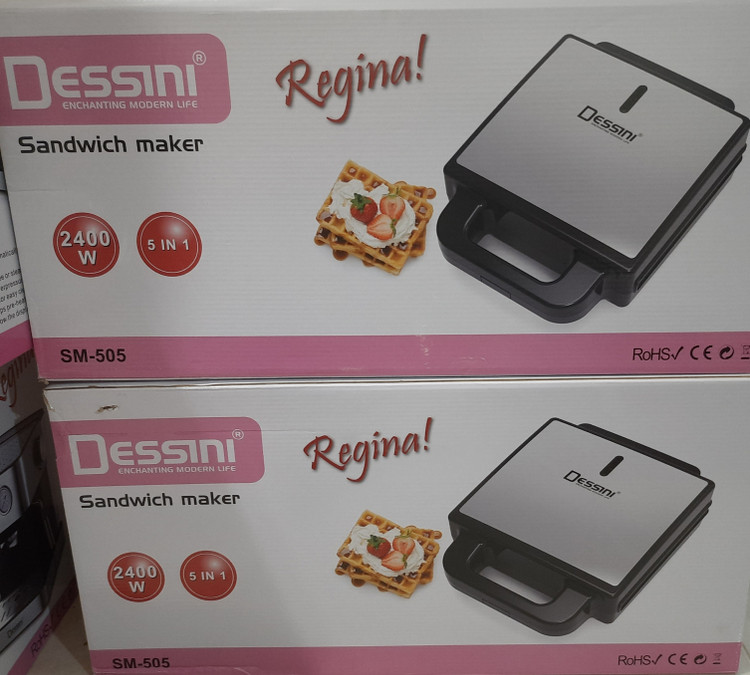 DESSINI®
ENCHANTING MODERN LIFE
Sandwich maker
Regina!
DESSINI®
2400
W
5 IN 1
SM-505
RoHS✓ CE
DESSINI®
ENCHANTING MODERN LIFE
Sandwich maker
Regina!
DESSINI®
2400
W
5 IN 1
SM-505
RoHS✓ CE